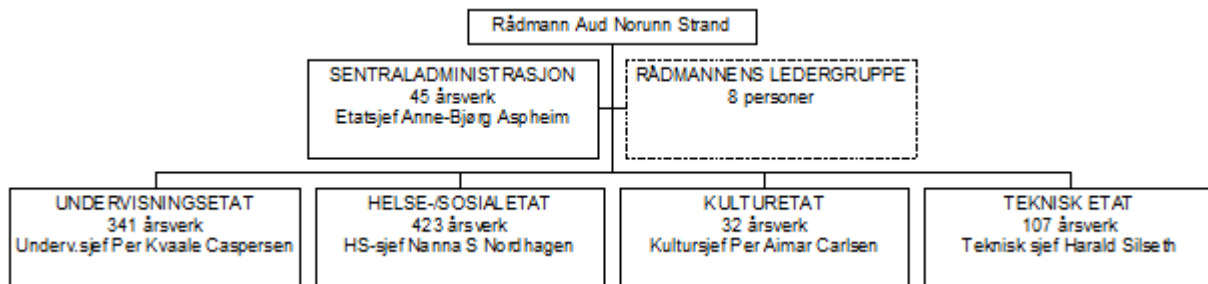 Rådmann Aud Norunn Strand
SENTRALADMINISTRASJON
45 årsverk
Etatsjef Anne-Bjørg Aspheim
RÅDMANNENS LEDERGRUPPE
8 personer
UNDERVISNINGSETAT
341 årsverk
Underv.sjef Per Kvaale Caspersen
HELSE-/SOSIALETAT
423 årsverk
HS-sjef Nanna S Nordhagen
KULTURETAT
32 årsverk
Kultursjef Per Aimar Carlsen
TEKNISK ETAT
107 årsverk
Teknisk sjef Harald Silseth